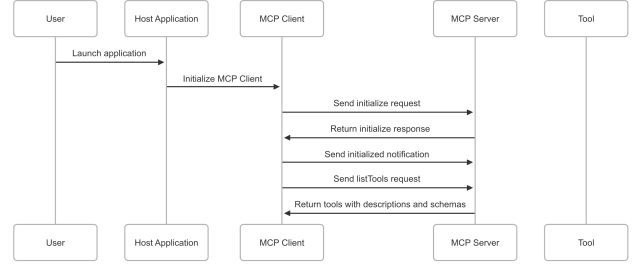 User
Host Application
MCP Client
MCP Server
Tool
Launch application
Initialize MCP Client
Send initialize request
Return initialize response
Send initialized notification
Send listTools request
Return tools with descriptions and schemas
User
Host Application
MCP Client
MCP Server
Tool